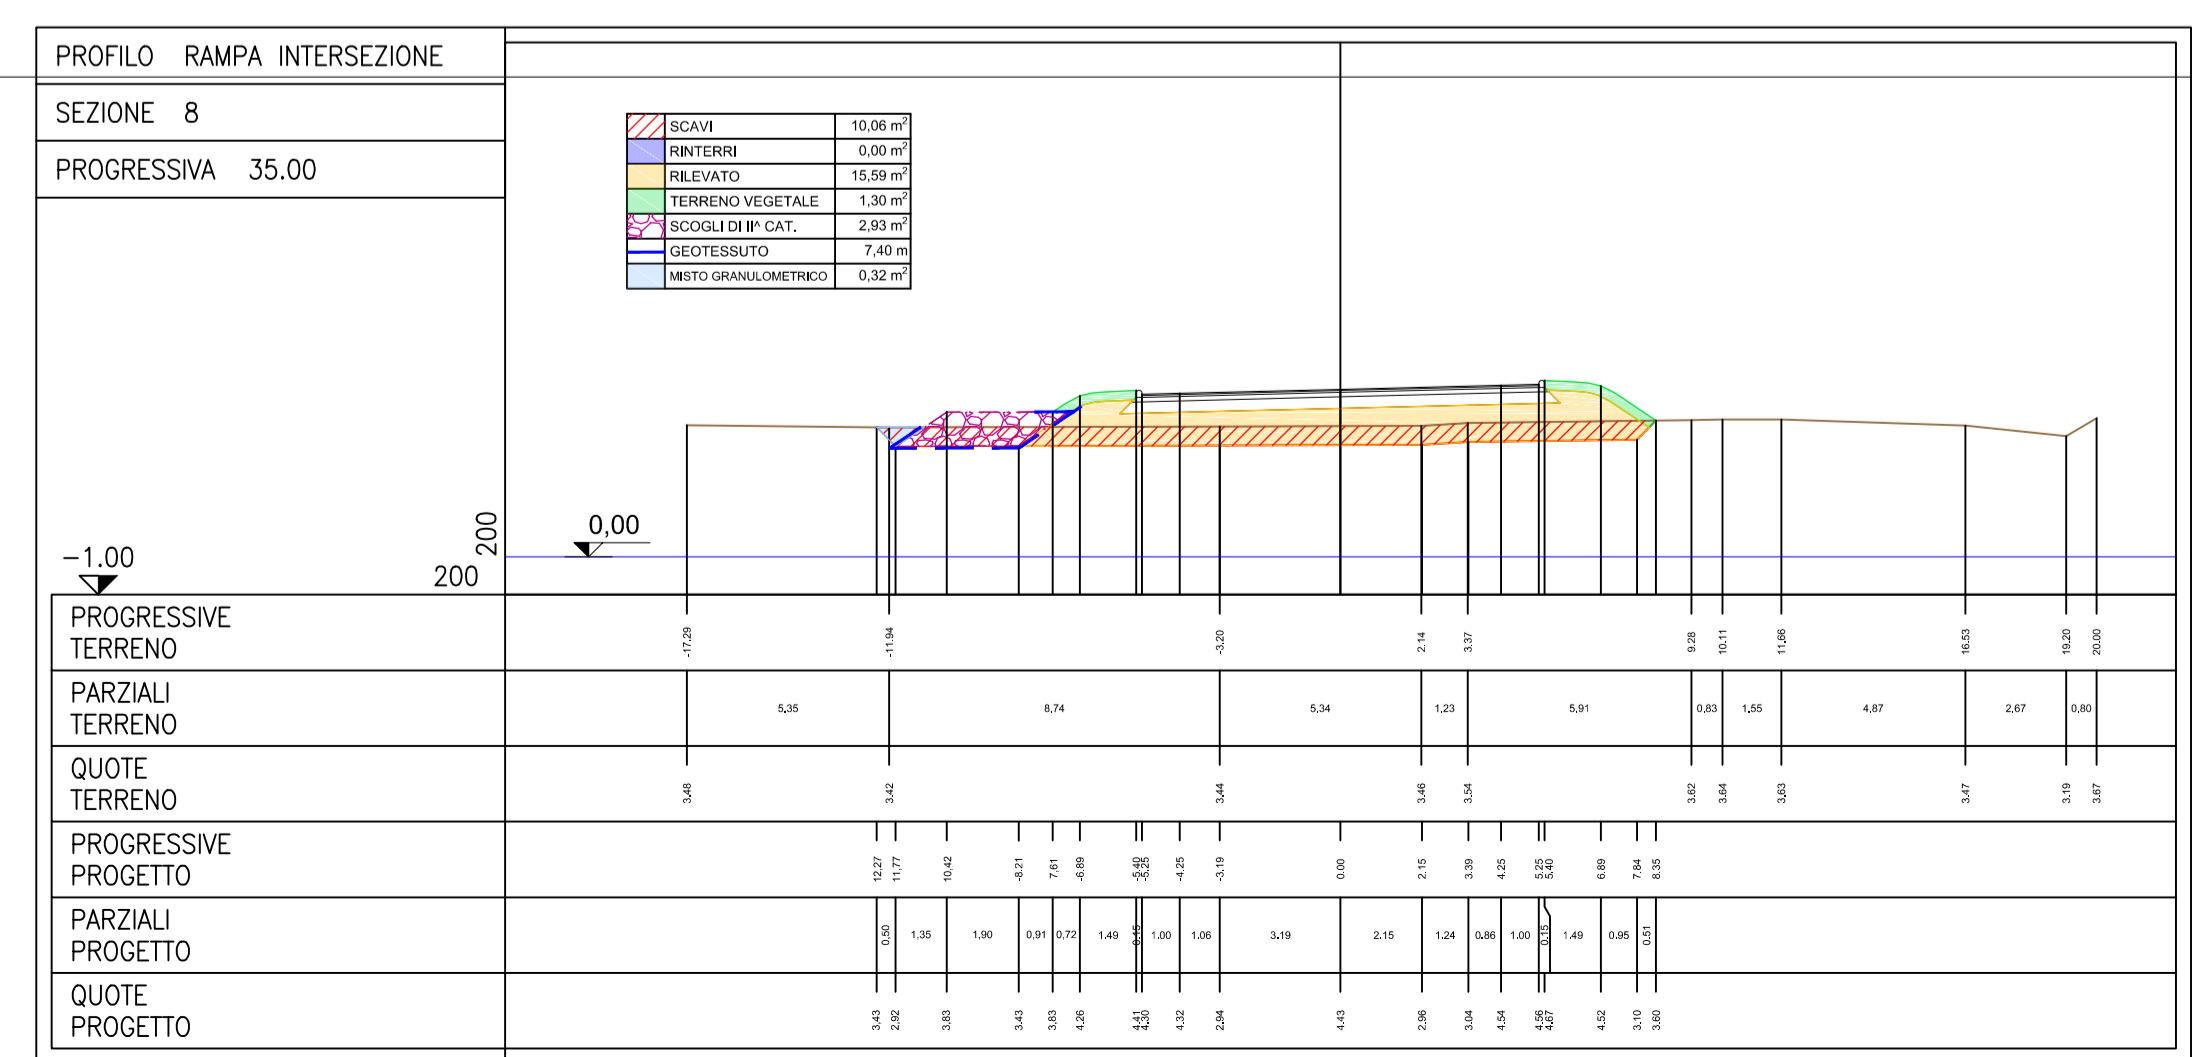 PROFILO RAMPA INTERSEZIONE
SEZIONE 8
PROGRESSIVA 35.00
SCAVI 10,06 m²
RINTERRI 0,00 m²
RILEVATO 15,59 m²
TERRENO VEGETALE 1,30 m²
SCOGLI DI II^ CAT. 2,93 m²
GEOTESSUTO 7,40 m
MISTO GRANULOMETRICO 0,32 m²
0,00
-1.00
200
200
PROGRESSIVE
TERRENO
-17.29 -11.94 -3.20 2.14 3.37 9.28 10.11 11.66 16.53 19.20 20.00
PARZIALI
TERRENO
5,35 8,74 5,34 1,23 5,91 0,83 1,55 4,87 2,67 0,80
QUOTE
TERRENO
3.48 3.42 3.44 3.46 3.54 3.62 3.64 3.63 3.47 3.19 3.67
PROGRESSIVE
PROGETTO
12,27 11,77 10,42 -8.21 7,61 -6.89 -5.40 -5.25 -4.25 -3.19 0.00 2.15 3.39 4.25 5.25 5.40 6.89 7.84 8.35
PARZIALI
PROGETTO
0,50 1,35 1,90 0,91 0,72 1.49 0.15 1.00 1.06 3.19 2.15 1.24 0.86 1.00 0.15 1.49 0.95 0.51
QUOTE
PROGETTO
3,43 2,92 3,83 3.43 3,83 4.26 4.41 4.30 4.32 2.94 4.43 2.96 3.04 4.54 4.56 4.67 4.52 3.10 3.60